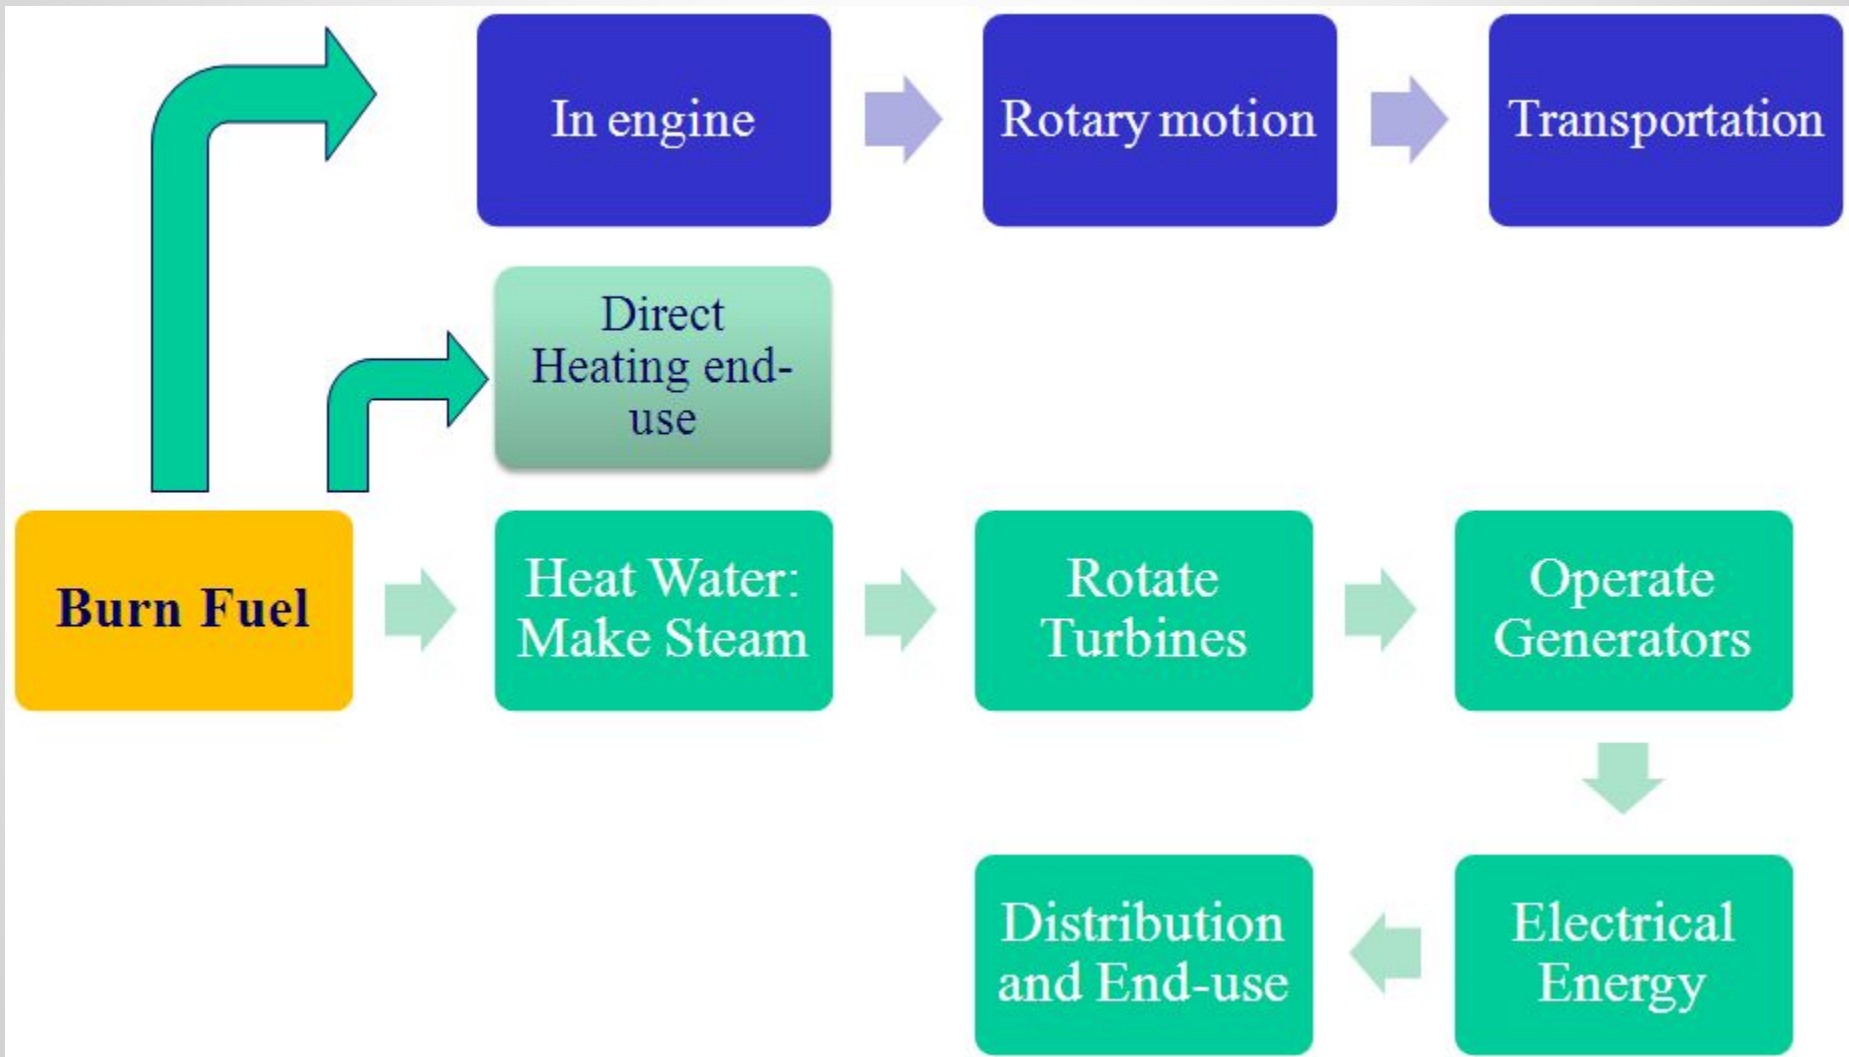 In engine
Rotary motion
Transportation
Direct
Heating end-
use
Burn Fuel
Heat Water:
Make Steam
Rotate
Turbines
Operate
Generators
Electrical
Energy
Distribution
and End-use